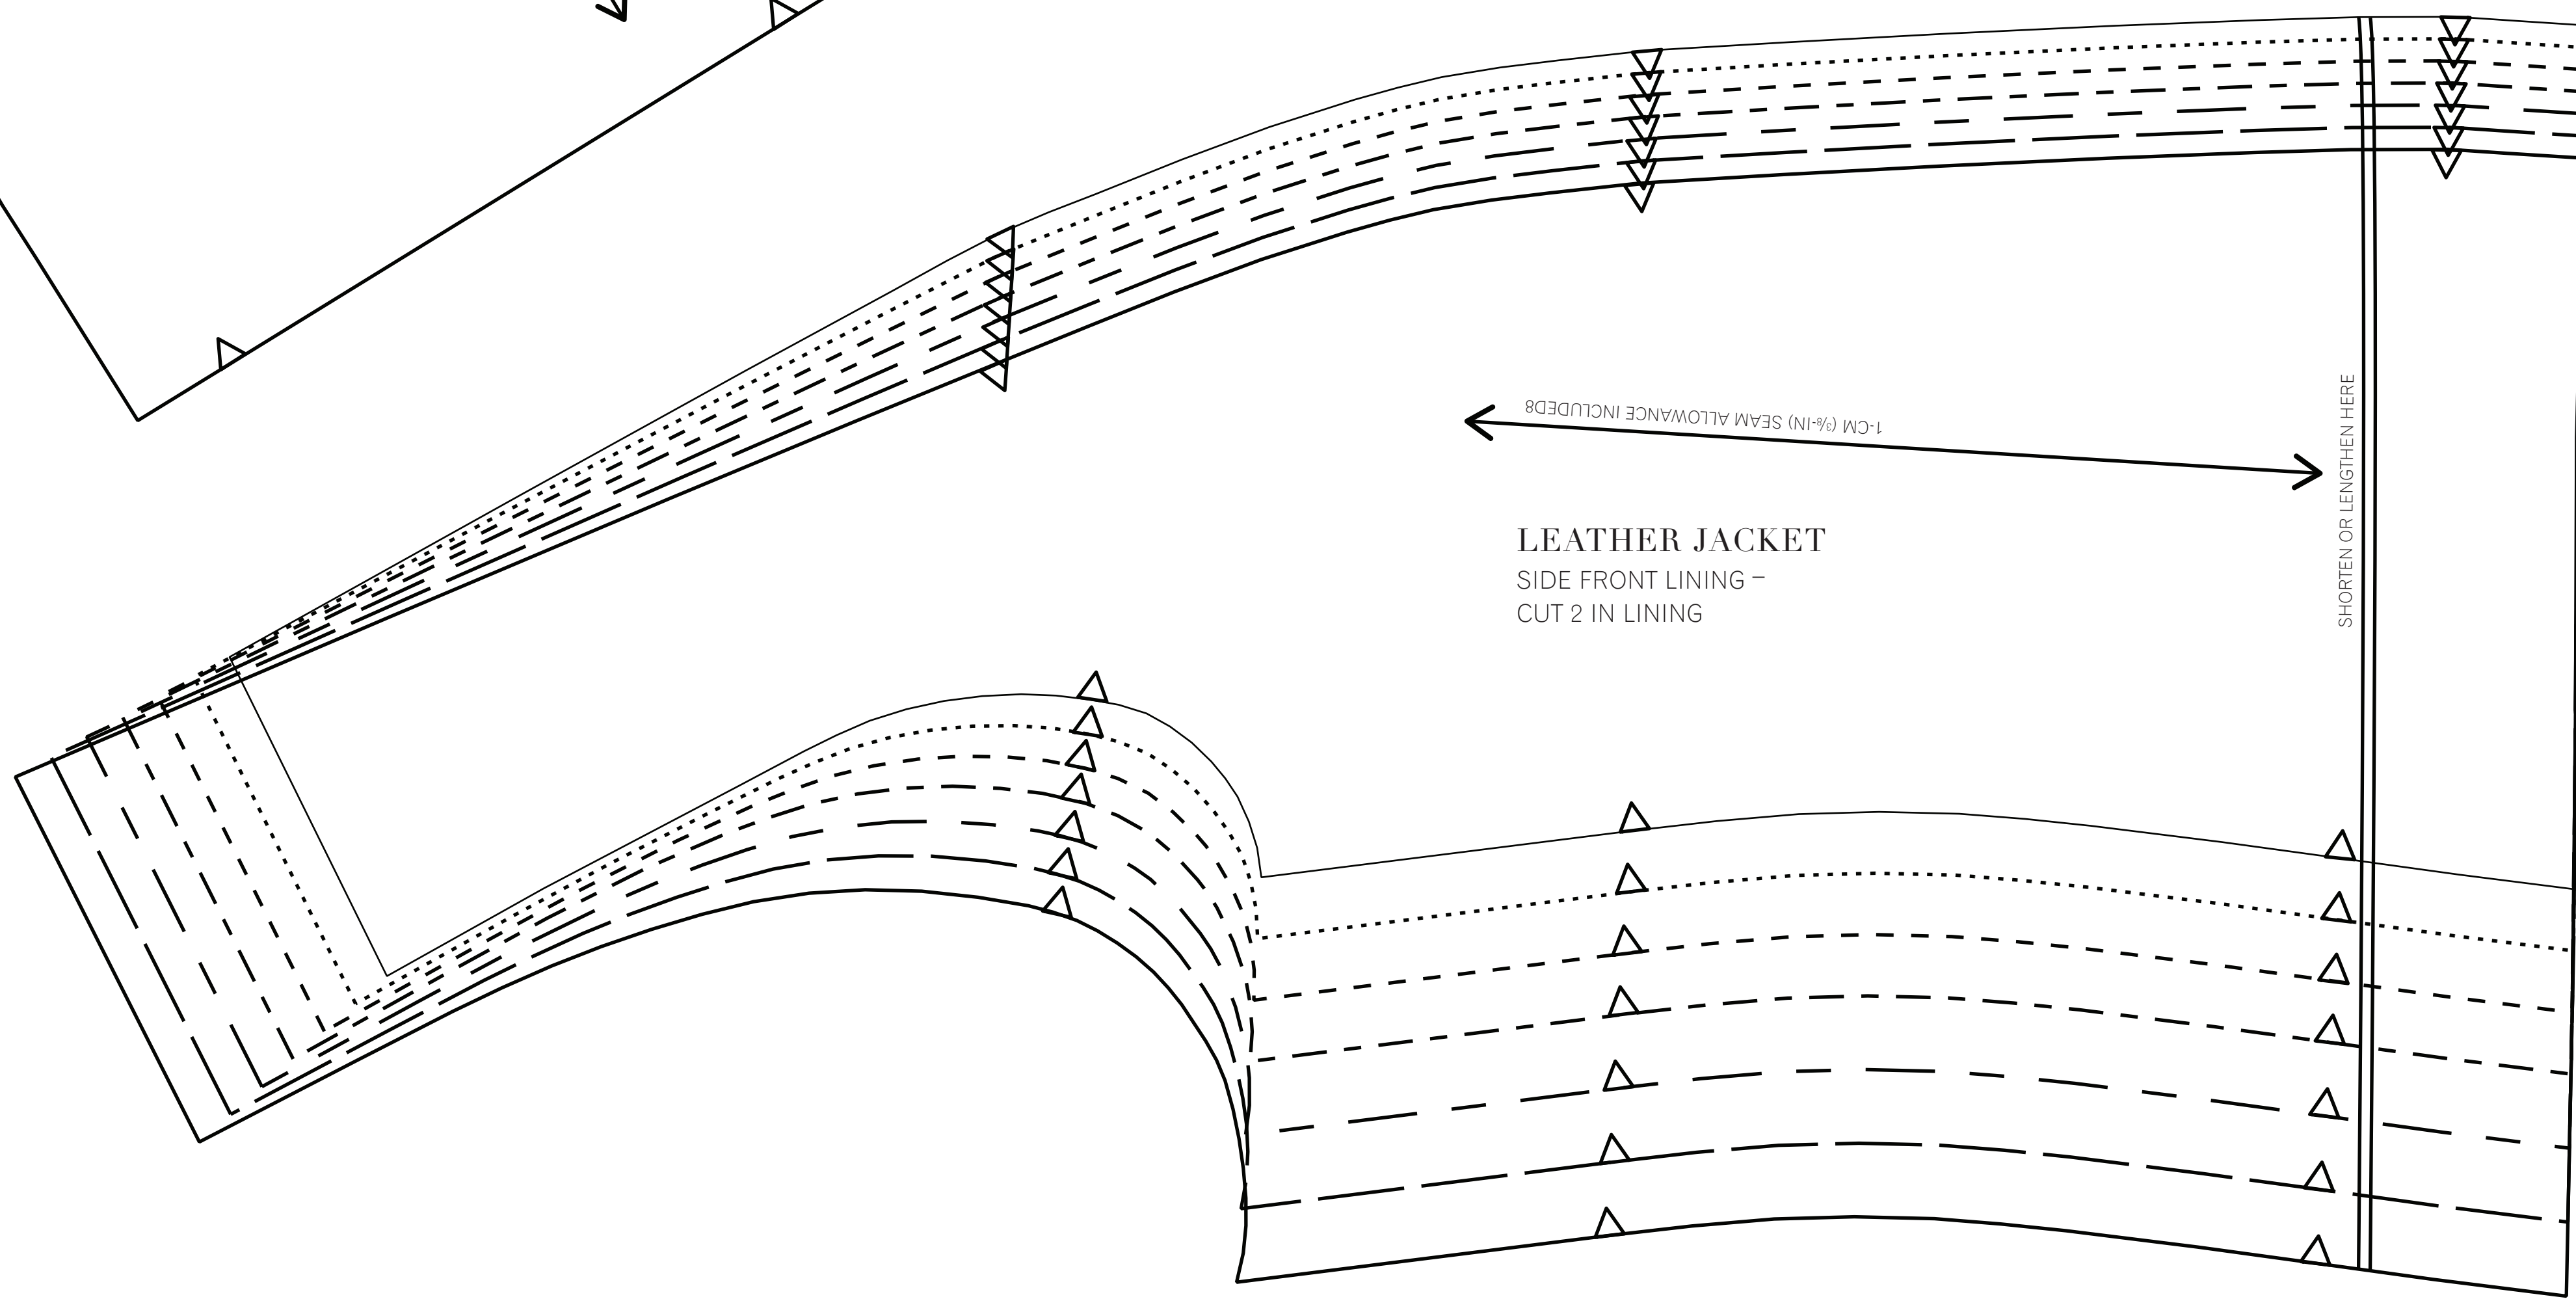 1-CM (⅜-IN) SEAM ALLOWANCE INCLUDED8
SHORTEN OR LENGTHEN HERE
LEATHER JACKET
SIDE FRONT LINING –
CUT 2 IN LINING